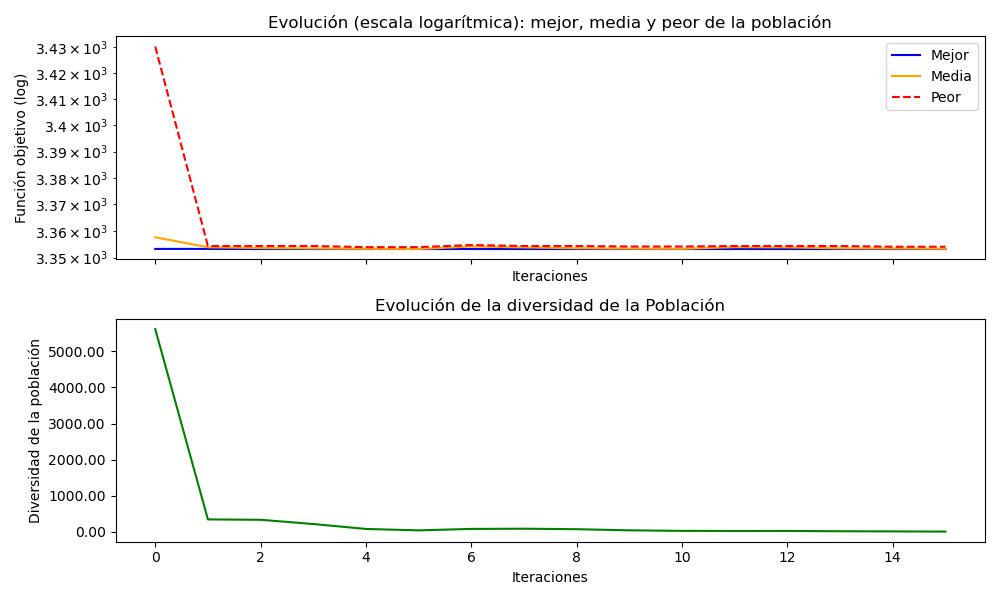 Evolución (escala logarítmica): mejor, media y peor de la población
Función objetivo (log)
3.43 × 10³
3.42 × 10³
3.41 × 10³
3.4 × 10³
3.39 × 10³
3.38 × 10³
3.37 × 10³
3.36 × 10³
3.35 × 10³
Mejor
Media
Peor
Iteraciones
Evolución de la diversidad de la Población
Diversidad de la población
5000.00
4000.00
3000.00
2000.00
1000.00
0.00
0 2 4 6 8 10 12 14
Iteraciones